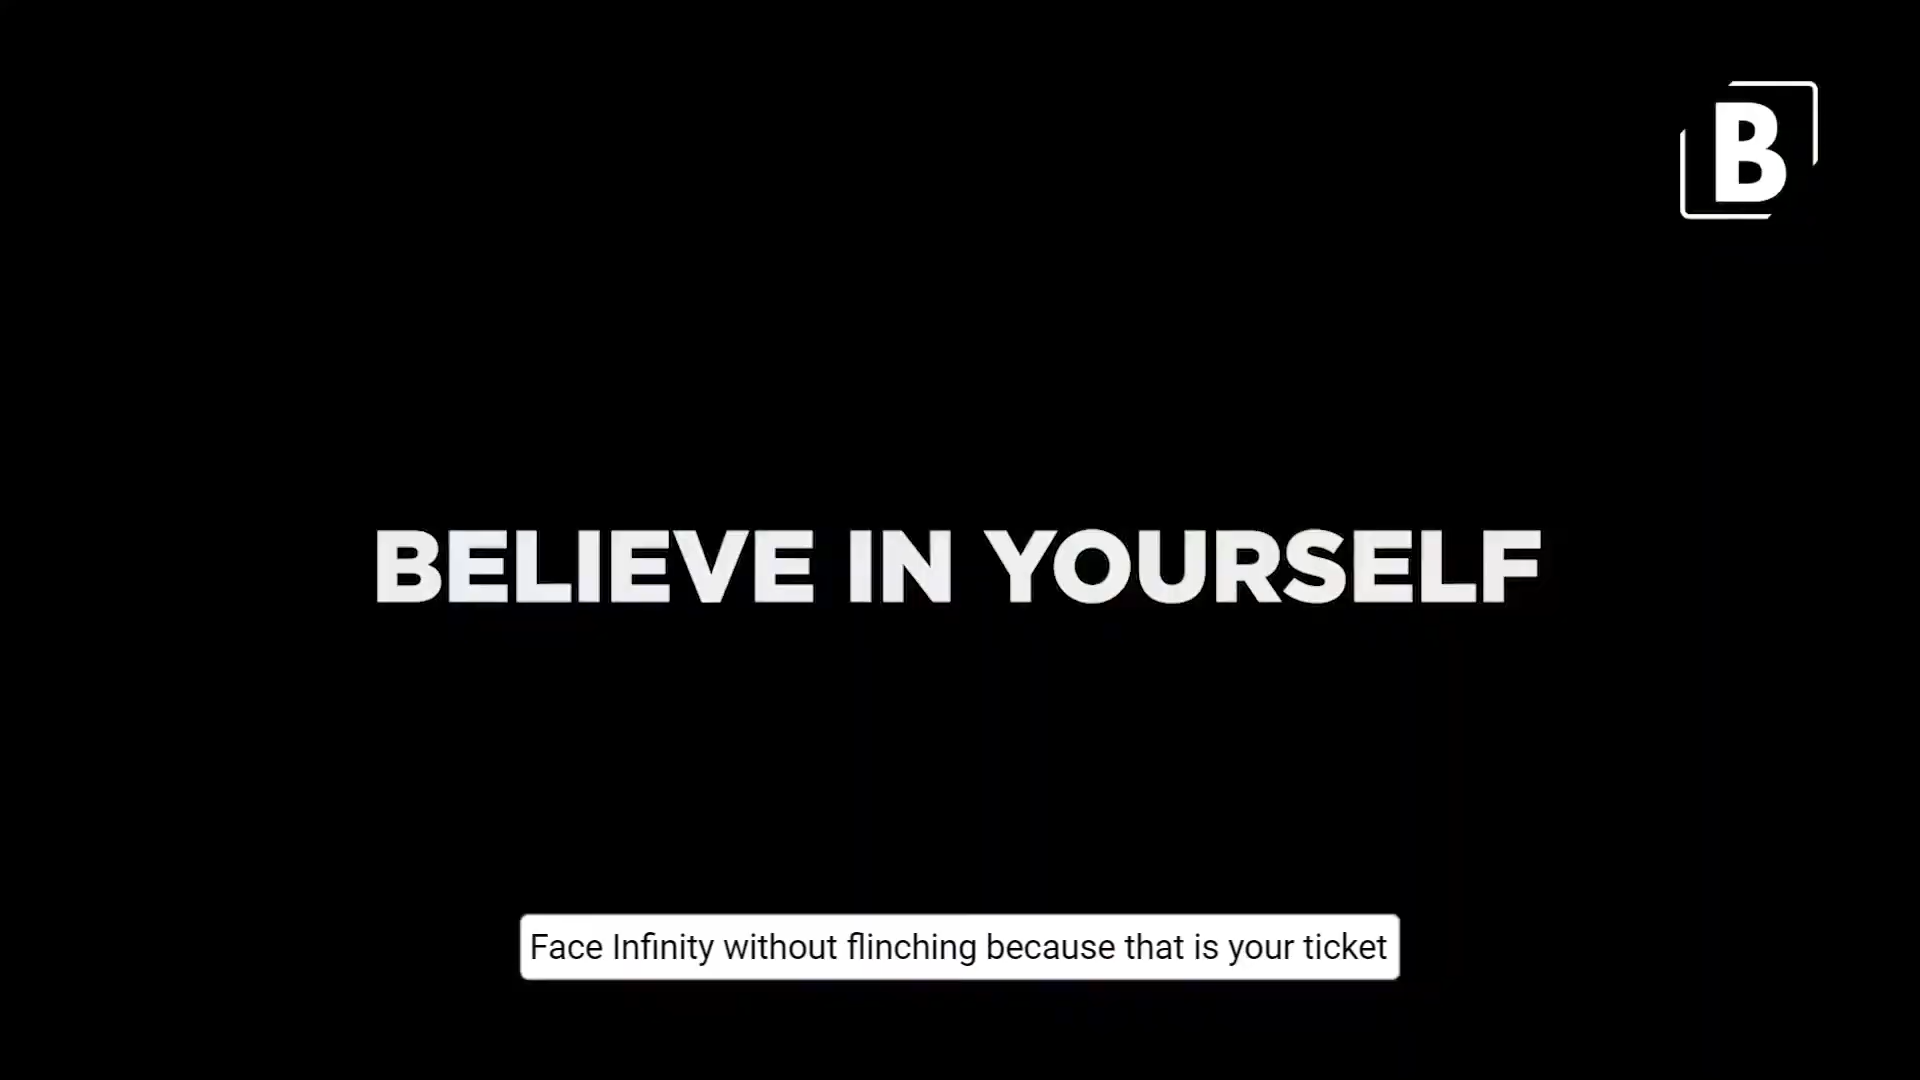 B
BELIEVE IN YOURSELF
Face Infinity without flinching because that is your ticket